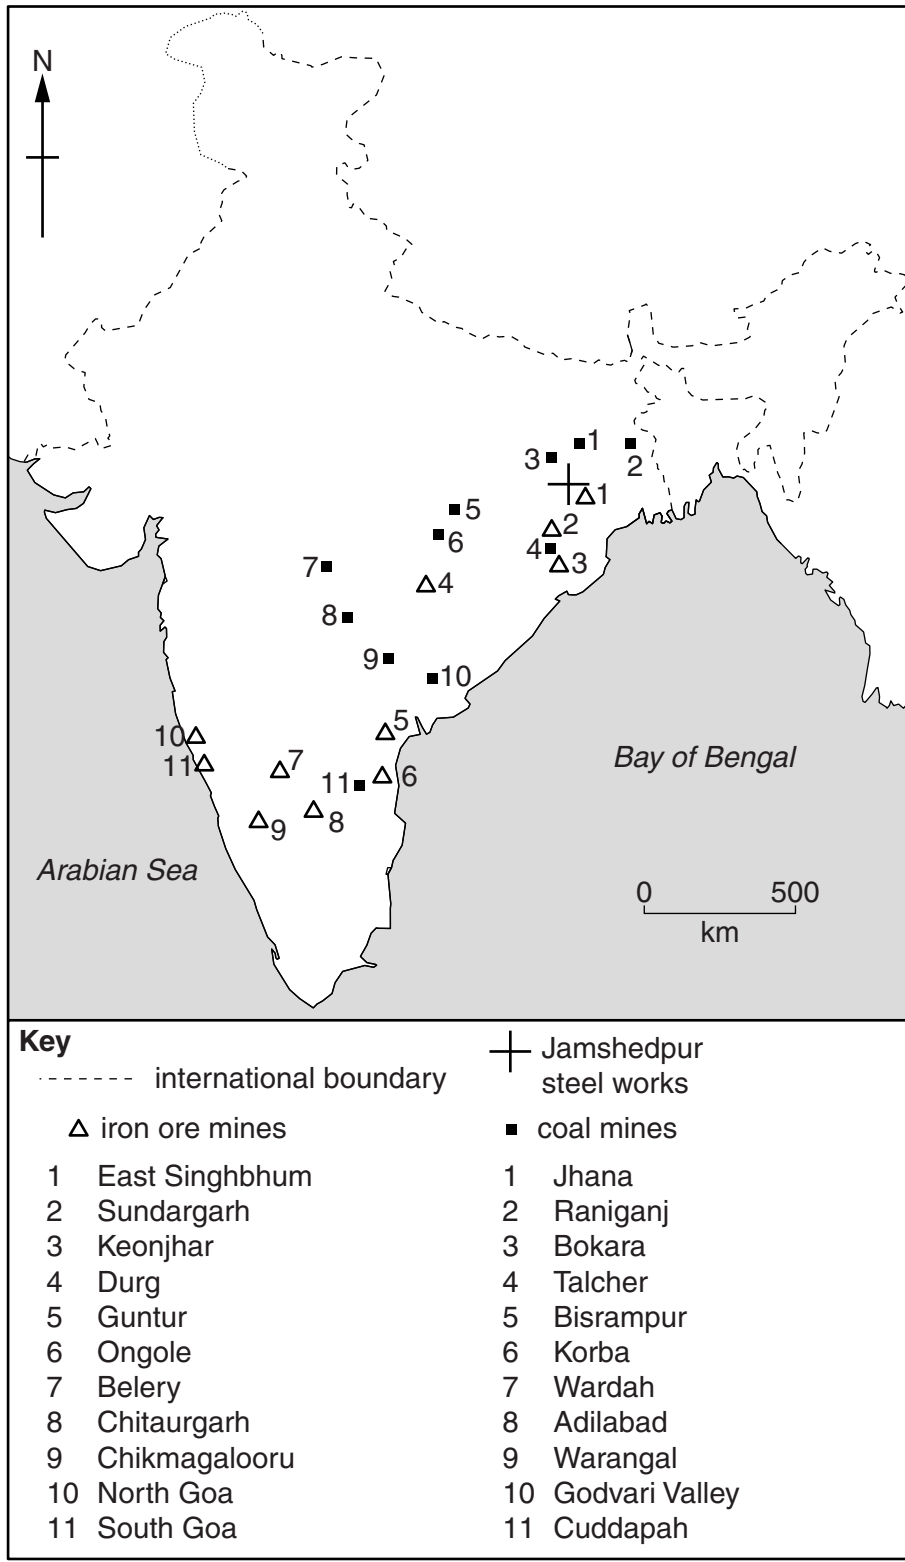 N
1
3
2
1
5
2
6
4
7
3
4
8
9
10
5
10
7
Bay of Bengal
11
11
6
8
9
Arabian Sea
0 500
km
Key
international boundary
Jamshedpur
steel works
iron ore mines
coal mines
1 East Singhbhum
2 Sundargarh
3 Keonjhar
4 Durg
5 Guntur
6 Ongole
7 Belery
8 Chitaurgarh
9 Chikmagalooru
10 North Goa
11 South Goa
1 Jhana
2 Raniganj
3 Bokara
4 Talcher
5 Bisrampur
6 Korba
7 Wardah
8 Adilabad
9 Warangal
10 Godvari Valley
11 Cuddapah